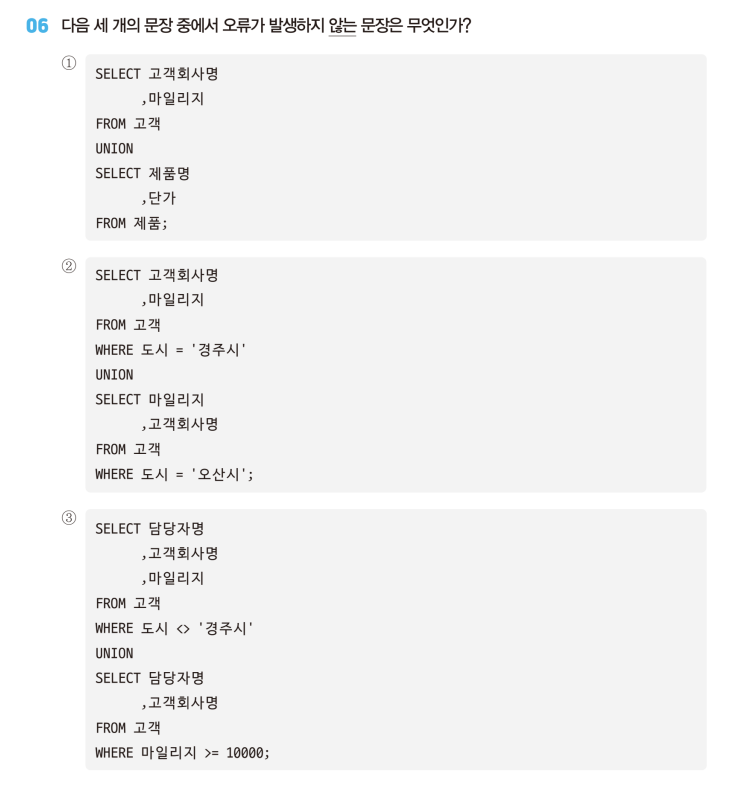 06 다음 세 개의 문장 중에서 오류가 발생하지 않는 문장은 무엇인가?
①
SELECT 고객회사명
,마일리지
FROM 고객
UNION
SELECT 제품명
,단가
FROM 제품;
②
SELECT 고객회사명
,마일리지
FROM 고객
WHERE 도시 = '경주시'
UNION
SELECT 마일리지
,고객회사명
FROM 고객
WHERE 도시 = '오산시';
③
SELECT 담당자명
,고객회사명
,마일리지
FROM 고객
WHERE 도시 <> '경주시'
UNION
SELECT 담당자명
,고객회사명
FROM 고객
WHERE 마일리지 >= 10000;